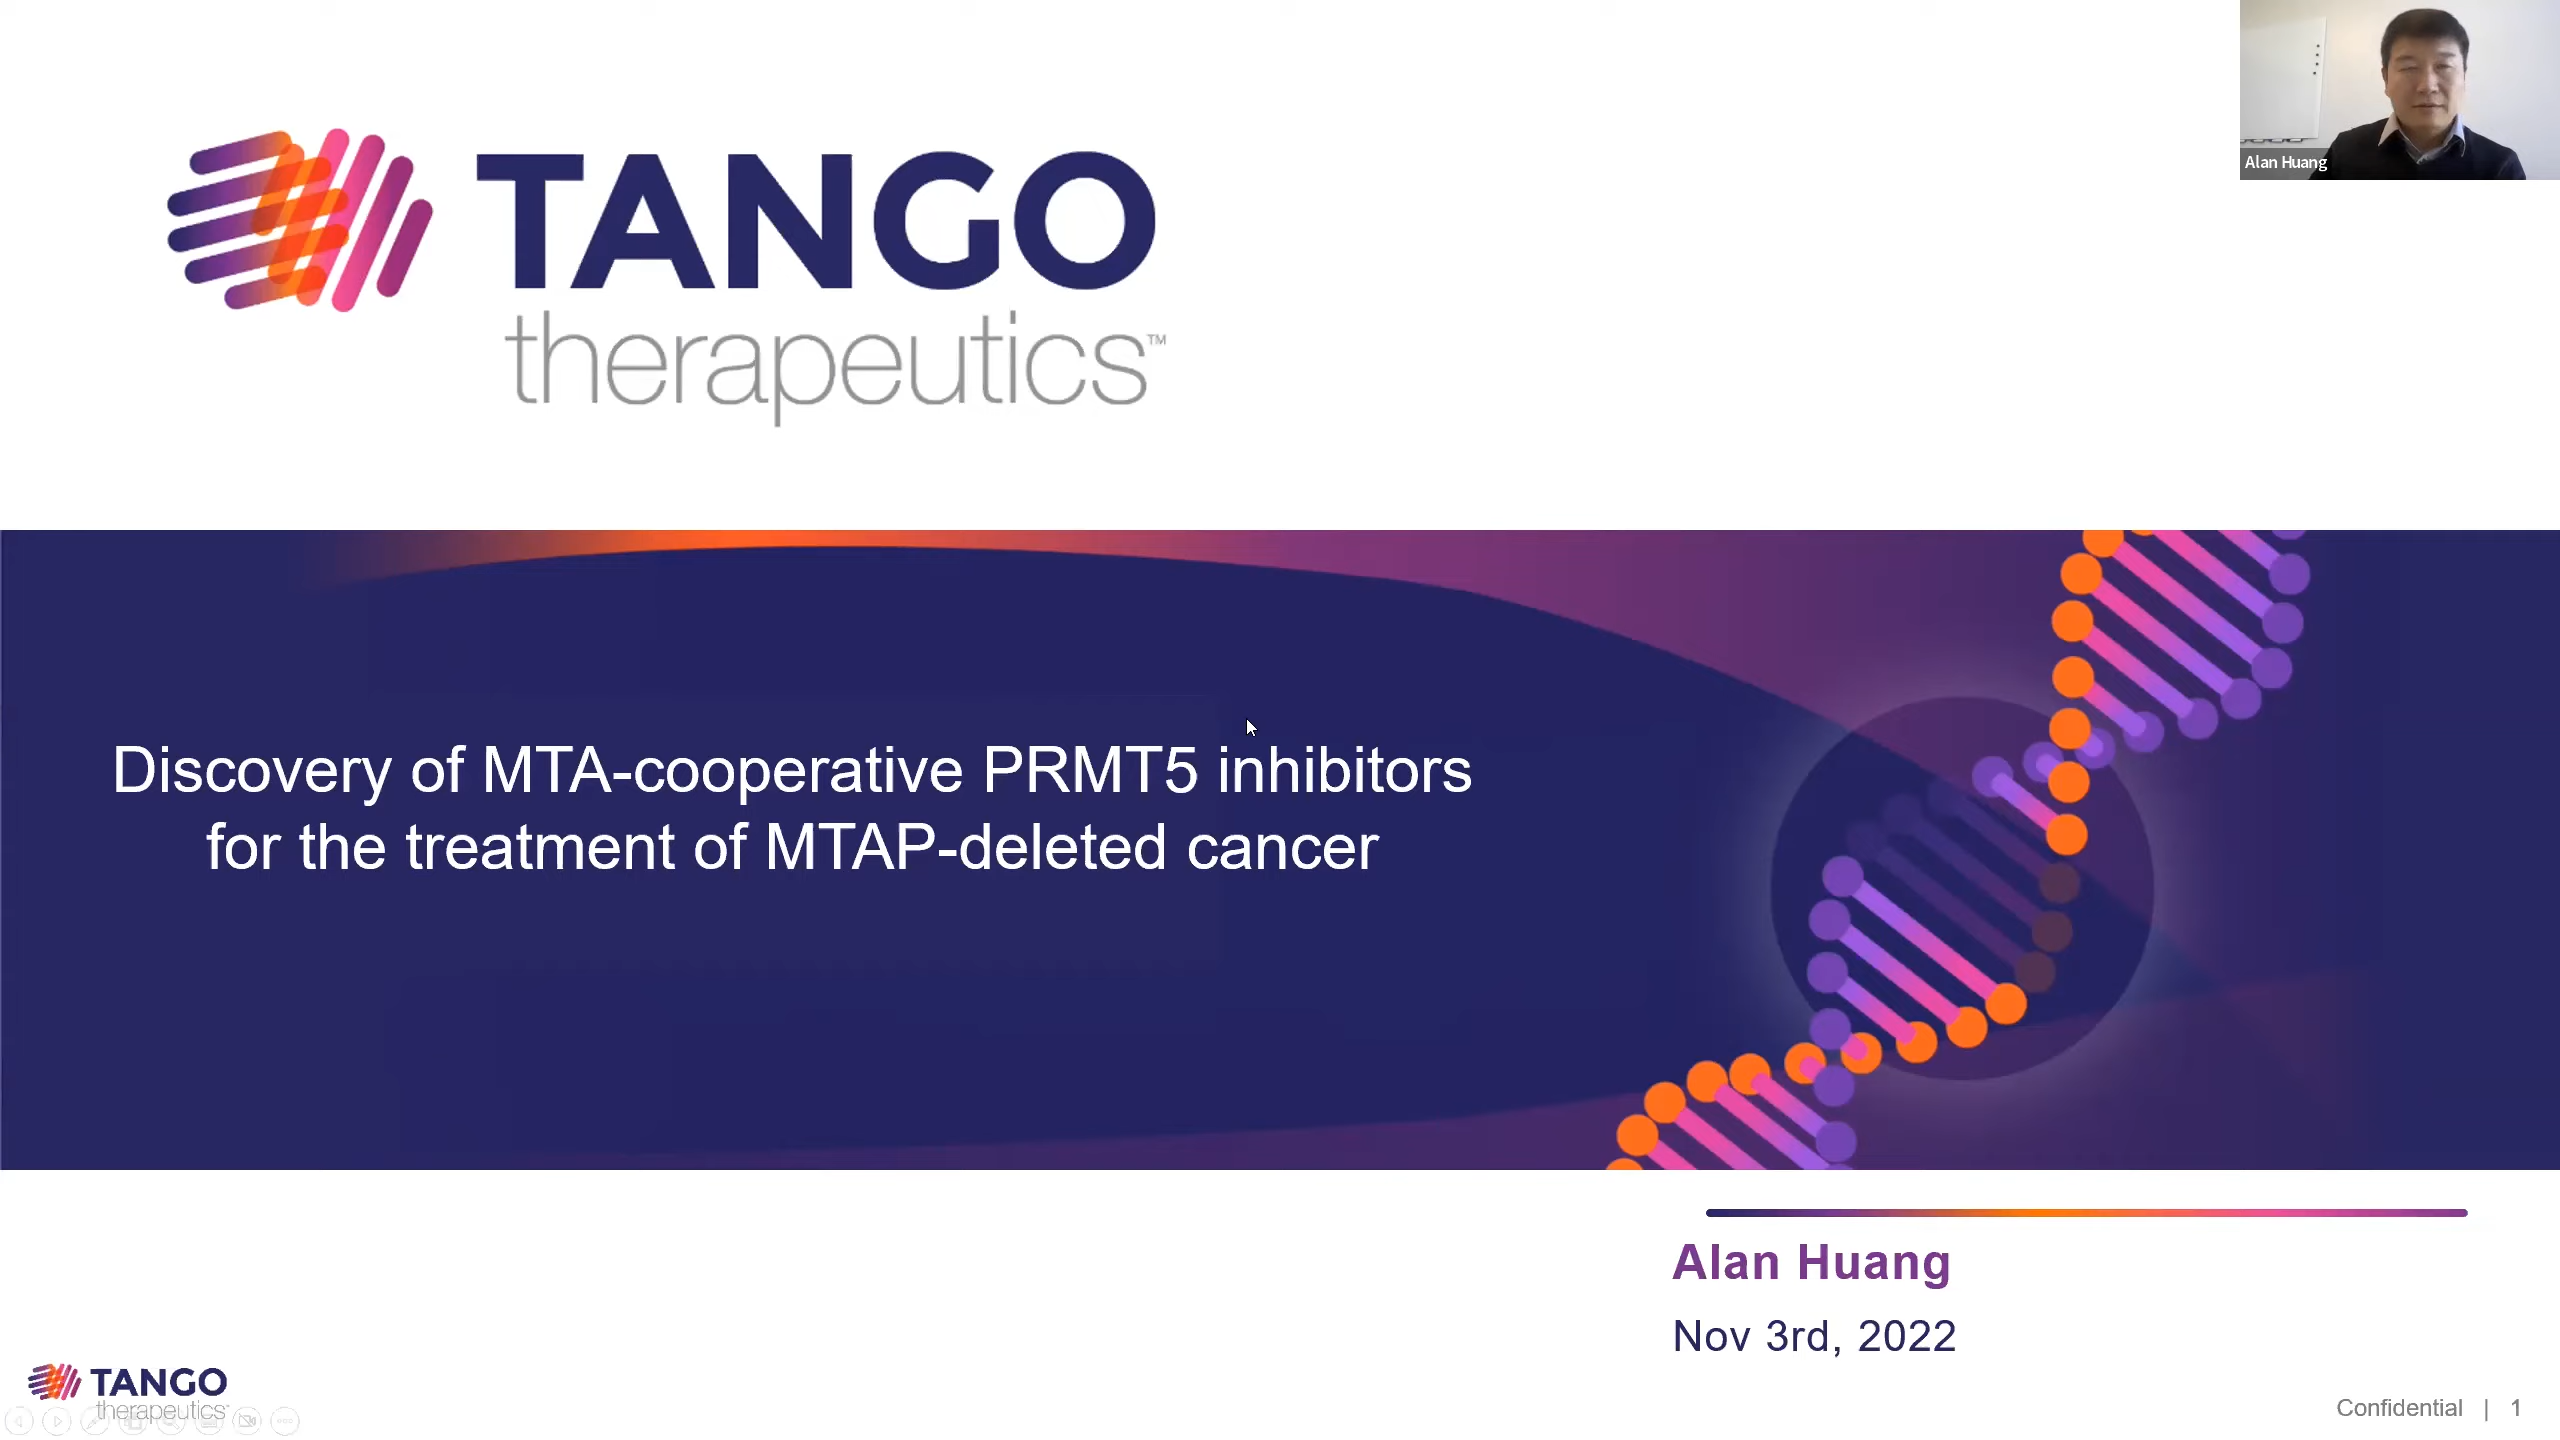 Alan Huang
TANGO
therapeutics™
Discovery of MTA-cooperative PRMT5 inhibitors
for the treatment of MTAP-deleted cancer
Alan Huang
Nov 3rd, 2022
TANGO
therapeutics
Confidential | 1